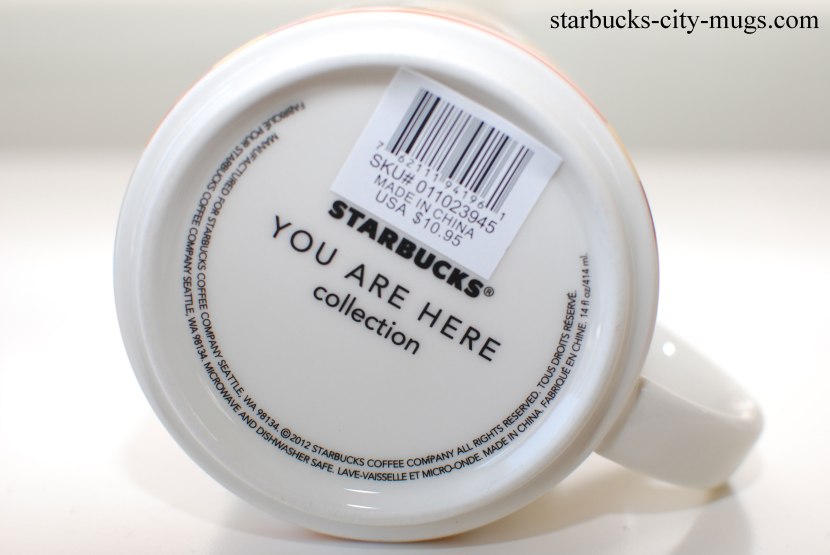 starbucks-city-mugs.com
7 62111 94196 1
SKU# 011023945
MADE IN CHINA
USA $10.95
STARBUCKS®
YOU ARE HERE
collection
MANUFACTURED FOR STARBUCKS COFFEE COMPANY SEATTLE, WA 98134. ©2012 STARBUCKS COFFEE COMPANY ALL RIGHTS RESERVED. TOUS DROITS RÉSERVÉ.
FABRIQUÉ POUR STARBUCKS COFFEE COMPANY SEATTLE, WA 98134. MICROWAVE AND DISHWASHER SAFE. LAVE-VAISSELLE ET MICRO-ONDE. MADE IN CHINA. FABRIQUÉ EN CHINE. 14 fl oz/414 ml.